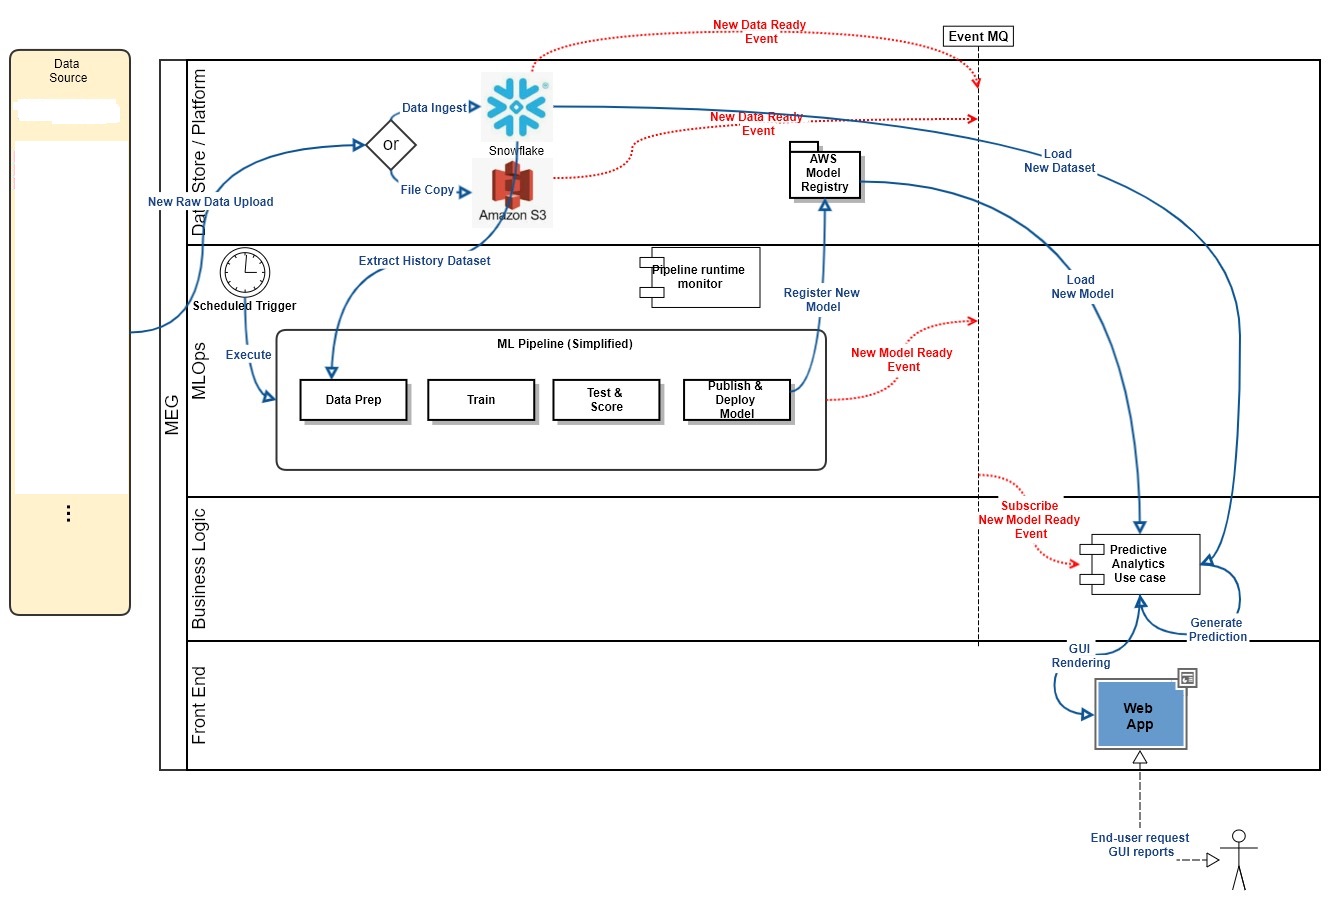 New Data Ready
Event
Event MQ
Data
Source
Data Store / Platform
Data Ingest
or
Snowflake
File Copy
Amazon S3
New Raw Data Upload
New Data Ready
Event
AWS
Model
Registry
Load
New Dataset
MEG
MLOps
Scheduled Trigger
Extract History Dataset
Pipeline runtime
monitor
Register New
Model
Load
New Model
Execute
ML Pipeline (Simplified)
Data Prep
Train
Test &
Score
Publish &
Deploy
Model
New Model Ready
Event
...
Business Logic
Subscribe
New Model Ready
Event
Predictive
Analytics
Use case
Generate
Prediction
Front End
GUI
Rendering
Web
App
End-user request
GUI reports